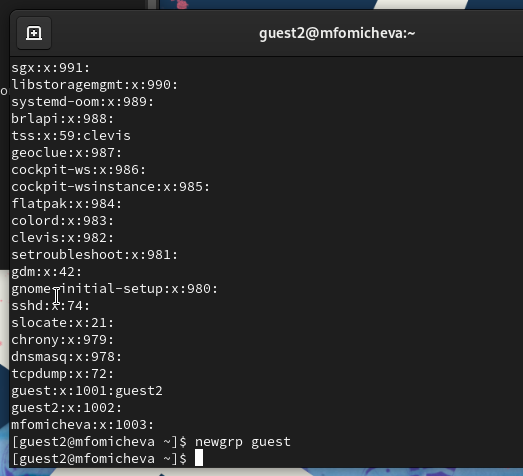 guest2@mfomicheva:~
sgx:x:991:
libstoragemgmt:x:990:
systemd-oom:x:989:
brlapi:x:988:
tss:x:59:clevis
geoclue:x:987:
cockpit-ws:x:986:
cockpit-wsinstance:x:985:
flatpak:x:984:
colord:x:983:
clevis:x:982:
setroubleshoot:x:981:
gdm:x:42:
gnome-initial-setup:x:980:
sshd:x:74:
slocate:x:21:
chrony:x:979:
dnsmasq:x:978:
tcpdump:x:72:
guest:x:1001:guest2
guest2:x:1002:
mfomicheva:x:1003:
[guest2@mfomicheva ~]$ newgrp guest
[guest2@mfomicheva ~]$